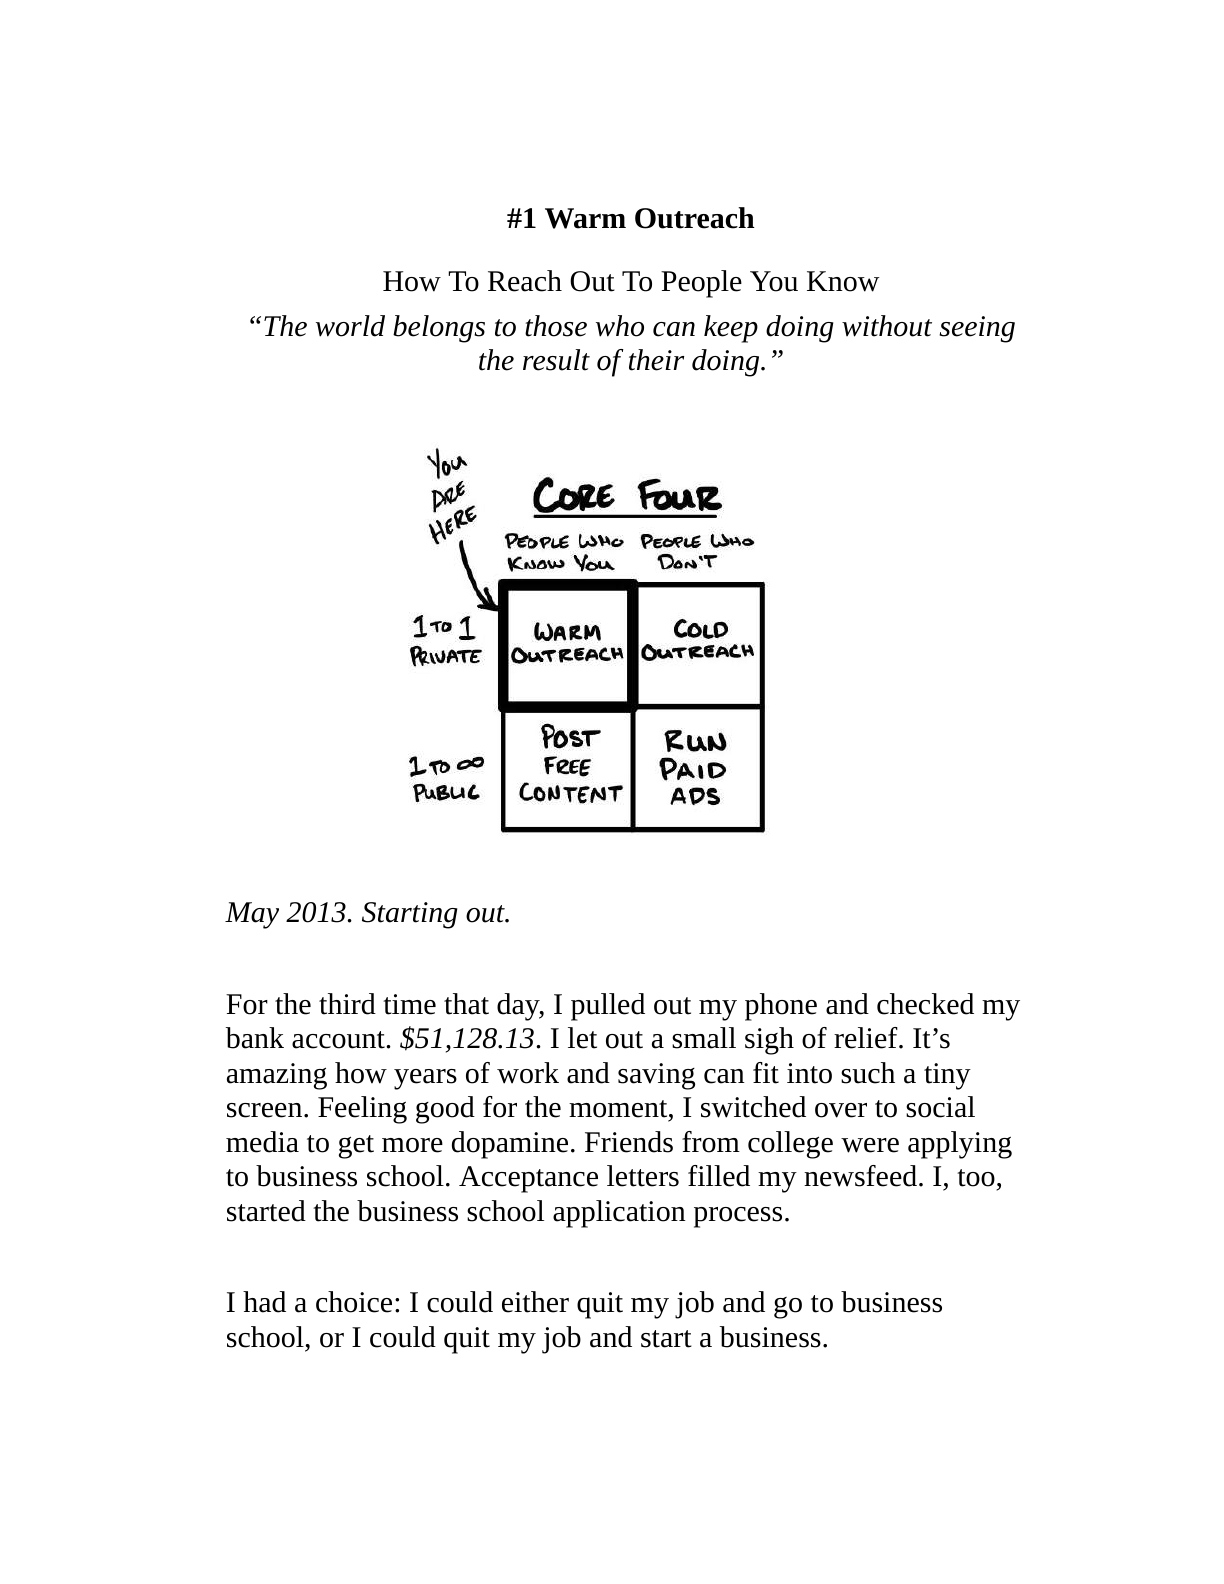 #1 Warm Outreach
How To Reach Out To People You Know
“The world belongs to those who can keep doing without seeing
the result of their doing.”
YOU
ARE
HERE
CORE FOUR
PEOPLE WHO
KNOW YOU
PEOPLE WHO
DON'T
1 TO 1
PRIVATE
WARM
OUTREACH
COLD
OUTREACH
1 TO ∞
PUBLIC
POST
FREE
CONTENT
RUN
PAID
ADS
May 2013. Starting out.
For the third time that day, I pulled out my phone and checked my
bank account. $51,128.13. I let out a small sigh of relief. It’s
amazing how years of work and saving can fit into such a tiny
screen. Feeling good for the moment, I switched over to social
media to get more dopamine. Friends from college were applying
to business school. Acceptance letters filled my newsfeed. I, too,
started the business school application process.
I had a choice: I could either quit my job and go to business
school, or I could quit my job and start a business.